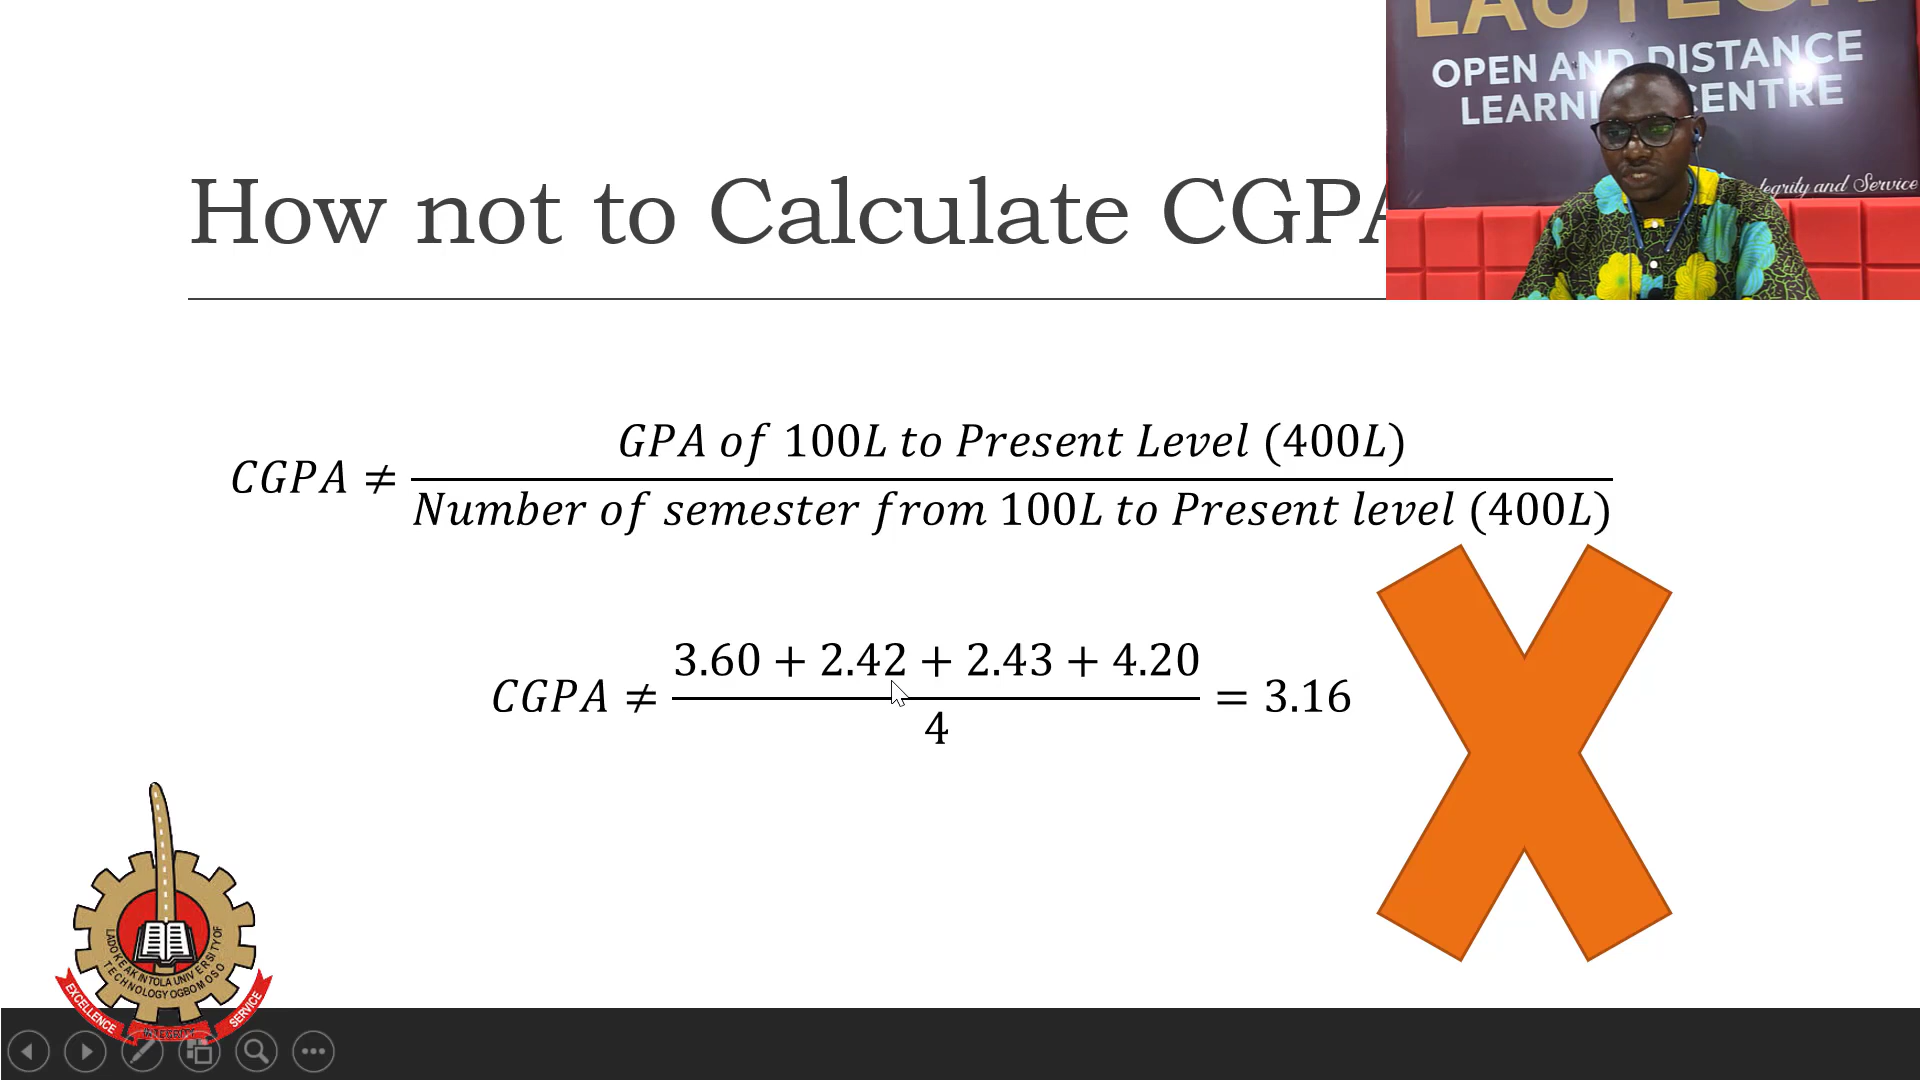 LAUTECH
OPEN AND DISTANCE
LEARNING CENTRE
tegrity and Service
How not to Calculate CGPA
CGPA ≠ GPA of 100L to Present Level (400L) / Number of semester from 100L to Present level (400L)
CGPA ≠ 3.60 + 2.42 + 2.43 + 4.20 / 4 = 3.16
LADOKE AKINTOLA UNIVERSITY OF
TECHNOLOGY OGBOMOSO
EXCELLENCE
INTEGRITY
SERVICE